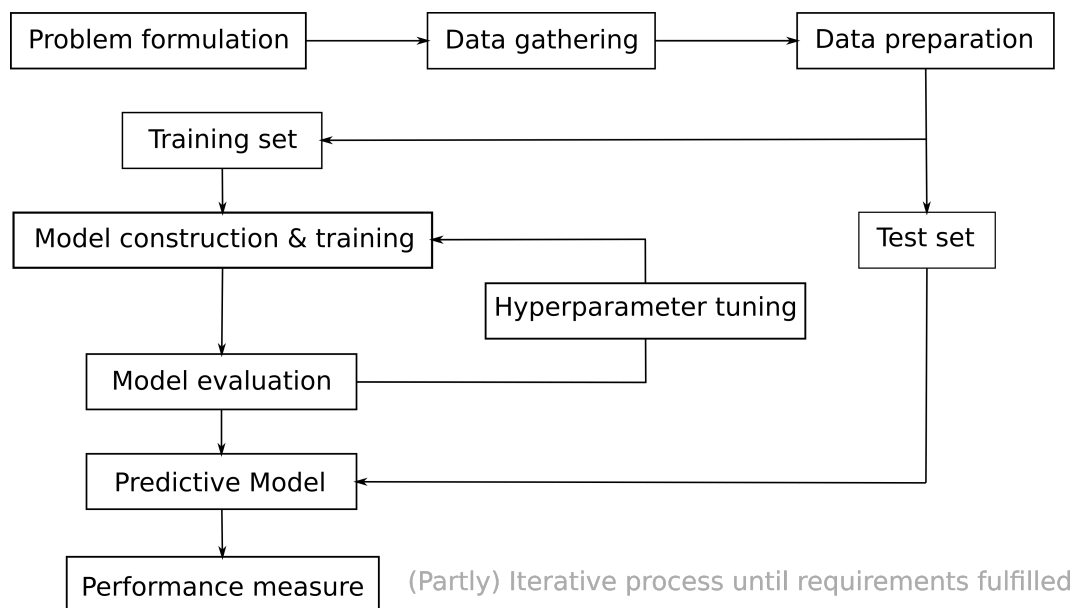 Problem formulation
Data gathering
Data preparation
Training set
Model construction & training
Test set
Hyperparameter tuning
Model evaluation
Predictive Model
Performance measure
(Partly) Iterative process until requirements fulfilled